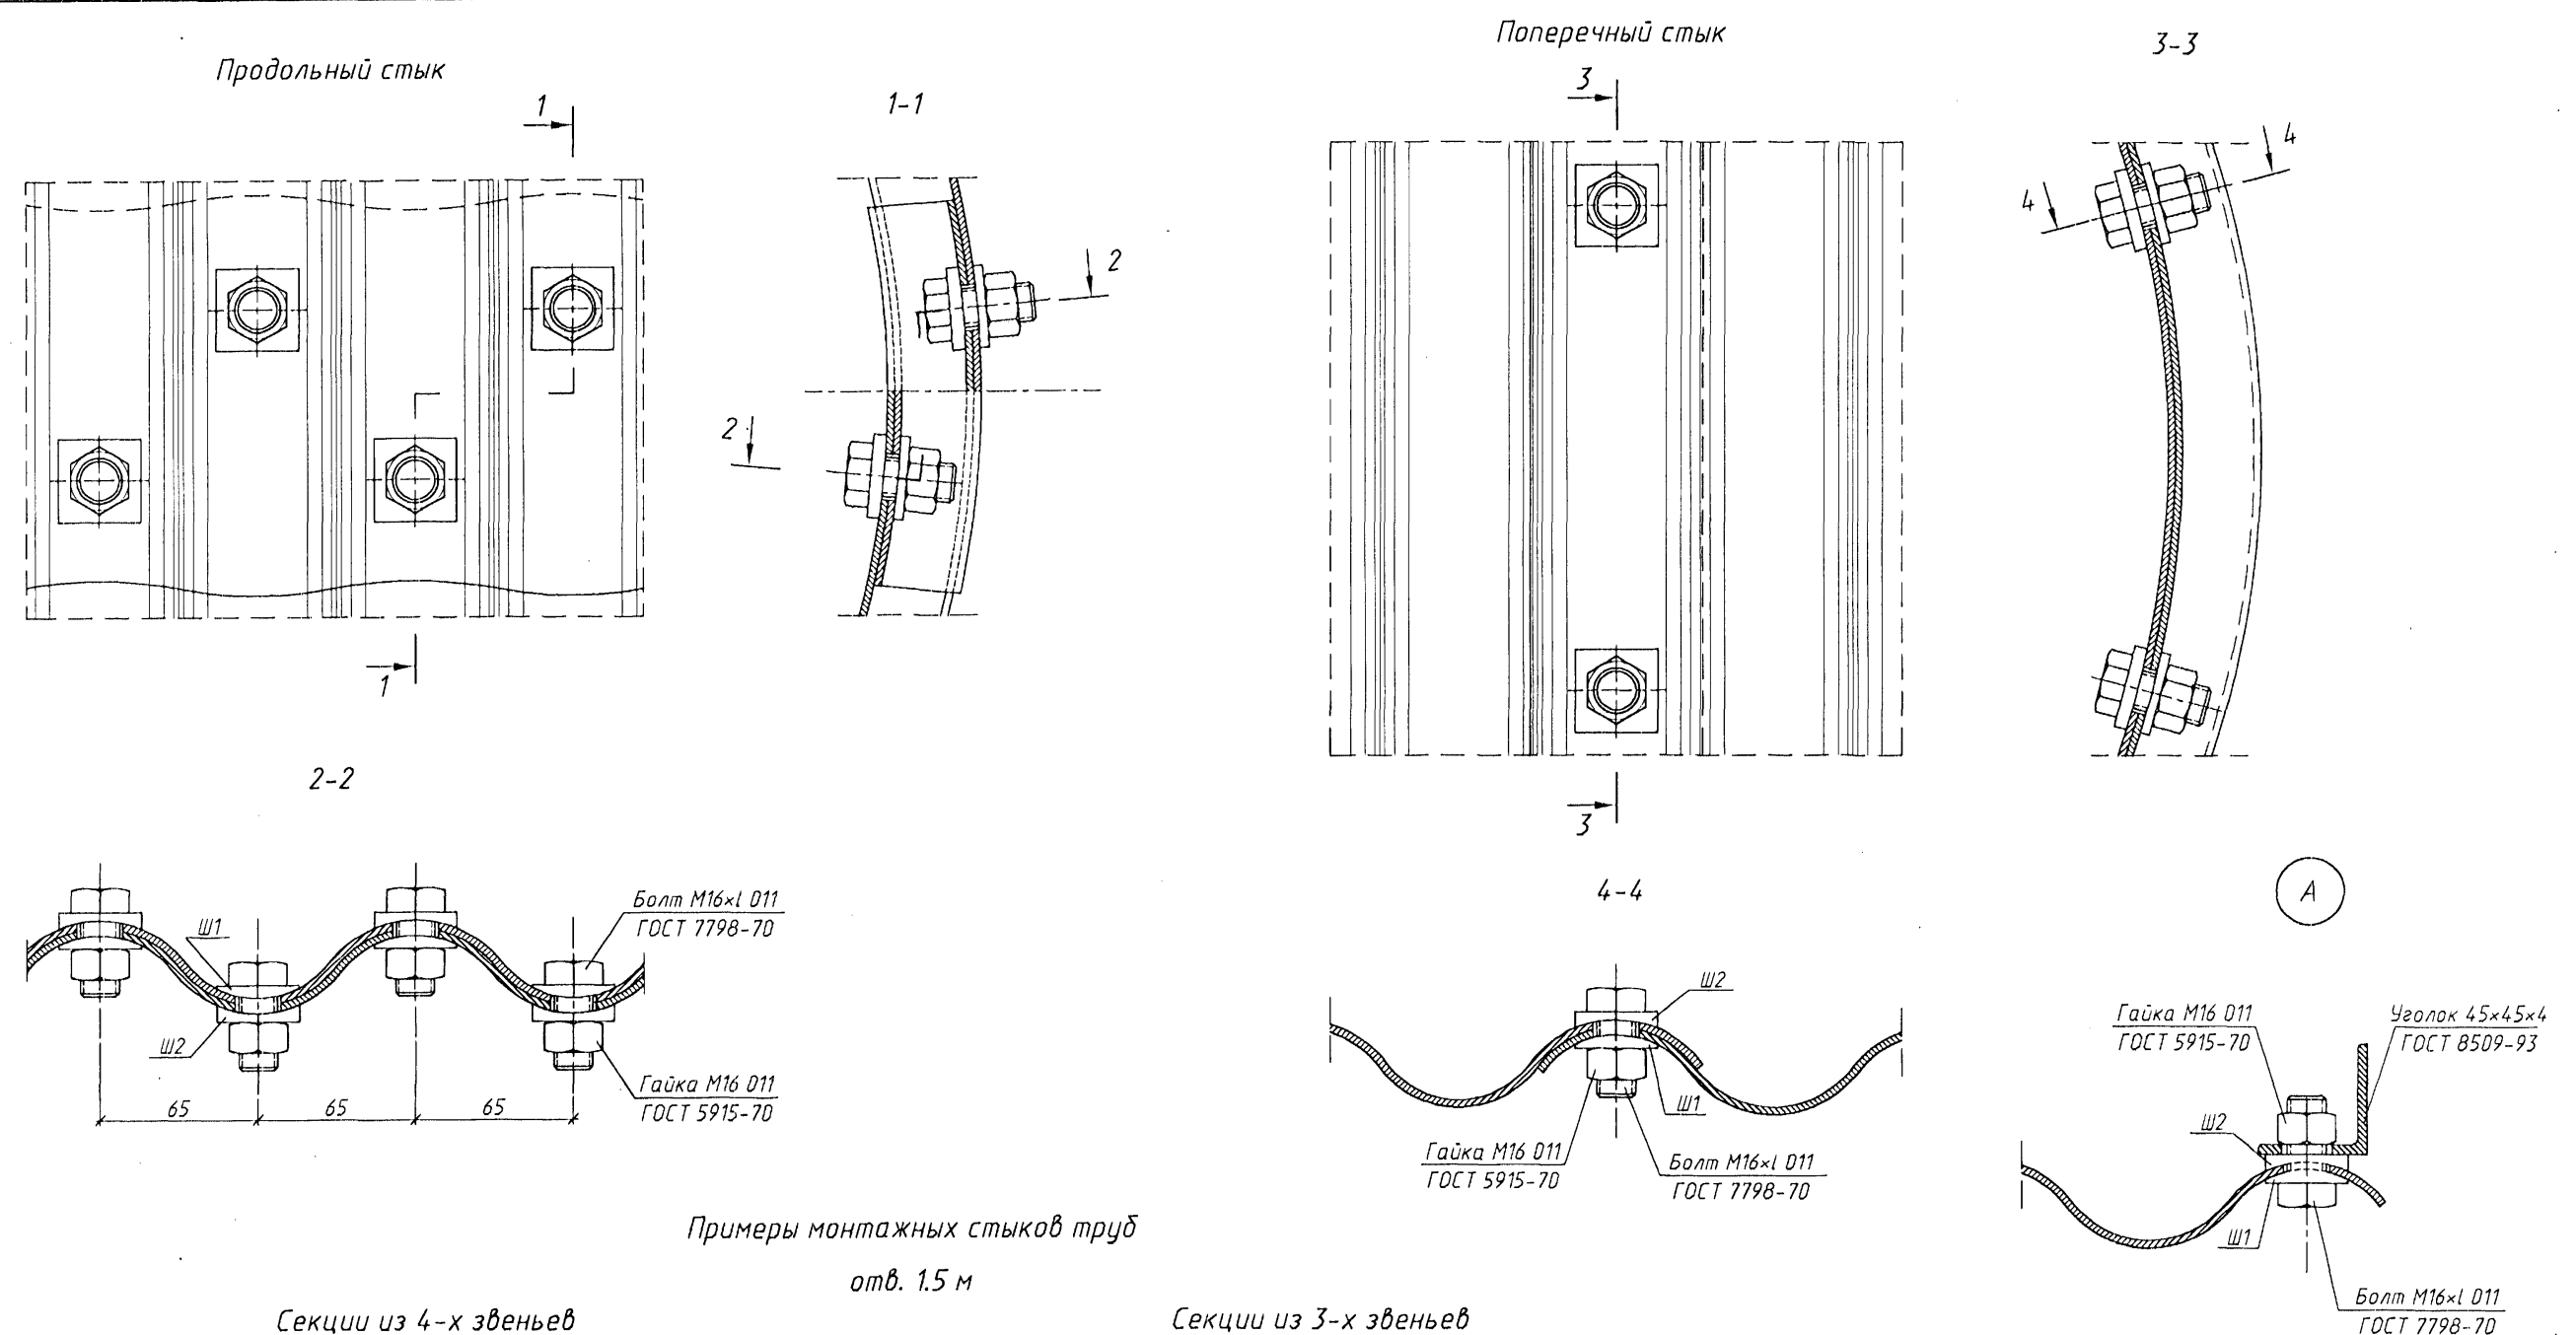 Продольный стык
1
1
1-1
2
2
Поперечный стык
3
3
3-3
4
4
2-2
Ш1
Ш2
Болт М16×l 011
ГОСТ 7798-70
Гайка М16 011
ГОСТ 5915-70
65
65
65
4-4
Ш2
Ш1
Гайка М16 011
ГОСТ 5915-70
Болт М16×l 011
ГОСТ 7798-70
А
Гайка М16 011
ГОСТ 5915-70
Уголок 45×45×4
ГОСТ 8509-93
Ш2
Ш1
Болт М16×l 011
ГОСТ 7798-70
Примеры монтажных стыков труб
отв. 1.5 м
Секции из 4-х звеньев
Секции из 3-х звеньев